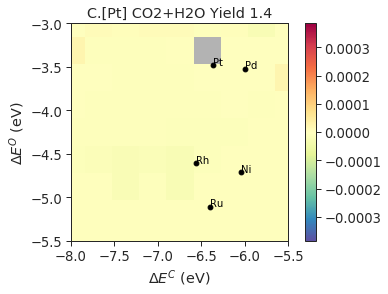 C.[Pt] CO2+H2O Yield 1.4
−3.0
−3.5
−4.0
−4.5
−5.0
−5.5
ΔE^O (eV)
Pt
Pd
Rh
Ni
Ru
−8.0 −7.5 −7.0 −6.5 −6.0 −5.5
ΔE^C (eV)
0.0003
0.0002
0.0001
0.0000
−0.0001
−0.0002
−0.0003